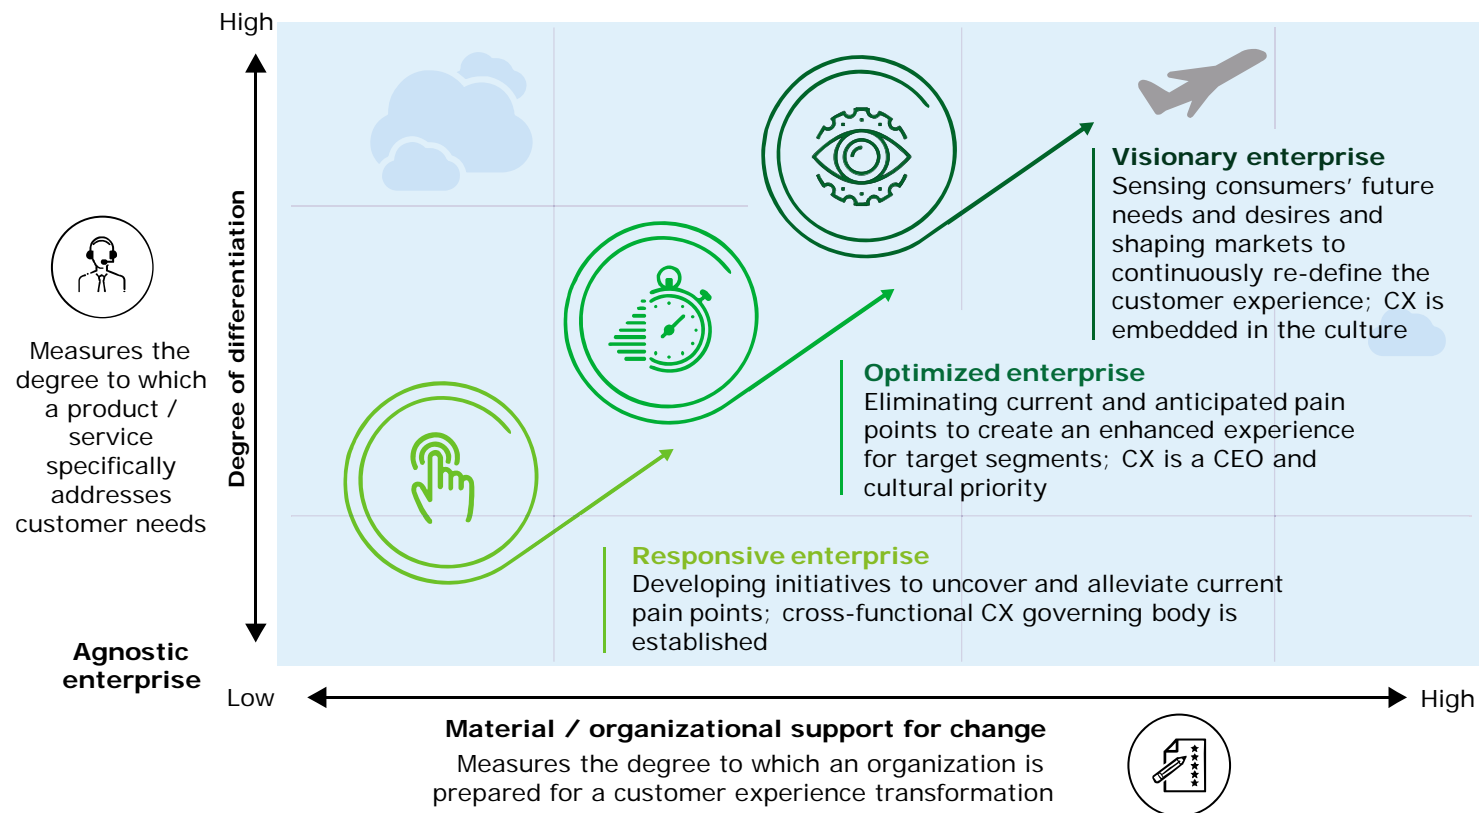 High
Degree of differentiation
Measures the
degree to which
a product /
service
specifically
addresses
customer needs
Visionary enterprise
Sensing consumers’ future
needs and desires and
shaping markets to
continuously re-define the
customer experience; CX is
embedded in the culture
Optimized enterprise
Eliminating current and anticipated pain
points to create an enhanced experience
for target segments; CX is a CEO and
cultural priority
Responsive enterprise
Developing initiatives to uncover and alleviate current
pain points; cross-functional CX governing body is
established
Agnostic
enterprise
Low
High
Material / organizational support for change
Measures the degree to which an organization is
prepared for a customer experience transformation